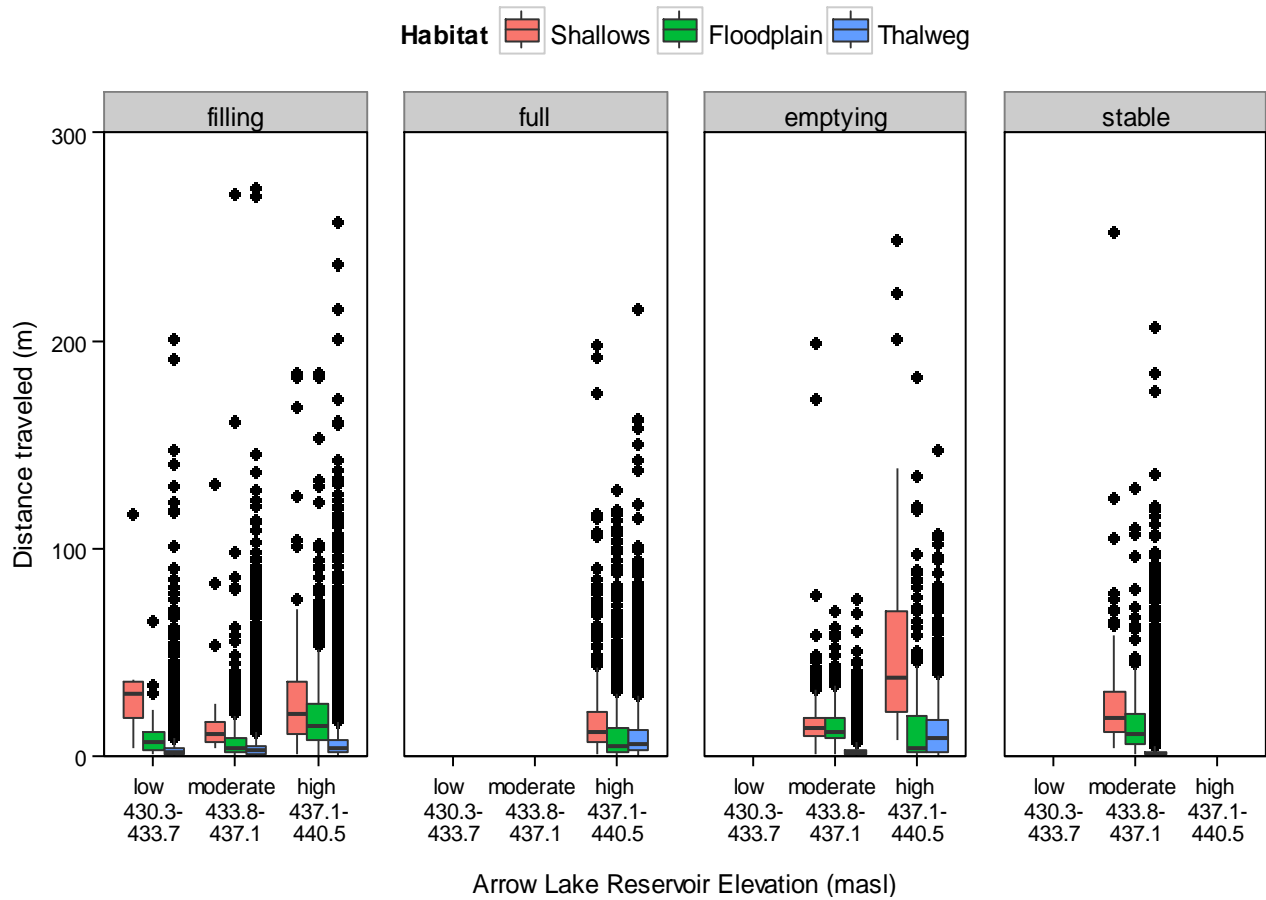 Habitat Shallows Floodplain Thalweg
filling full emptying stable
300
200
100
0
Distance traveled (m)
low moderate high low moderate high low moderate high low moderate high
430.3- 433.8- 437.1- 430.3- 433.8- 437.1- 430.3- 433.8- 437.1- 430.3- 433.8- 437.1-
433.7 437.1 440.5 433.7 437.1 440.5 433.7 437.1 440.5 433.7 437.1 440.5
Arrow Lake Reservoir Elevation (masl)